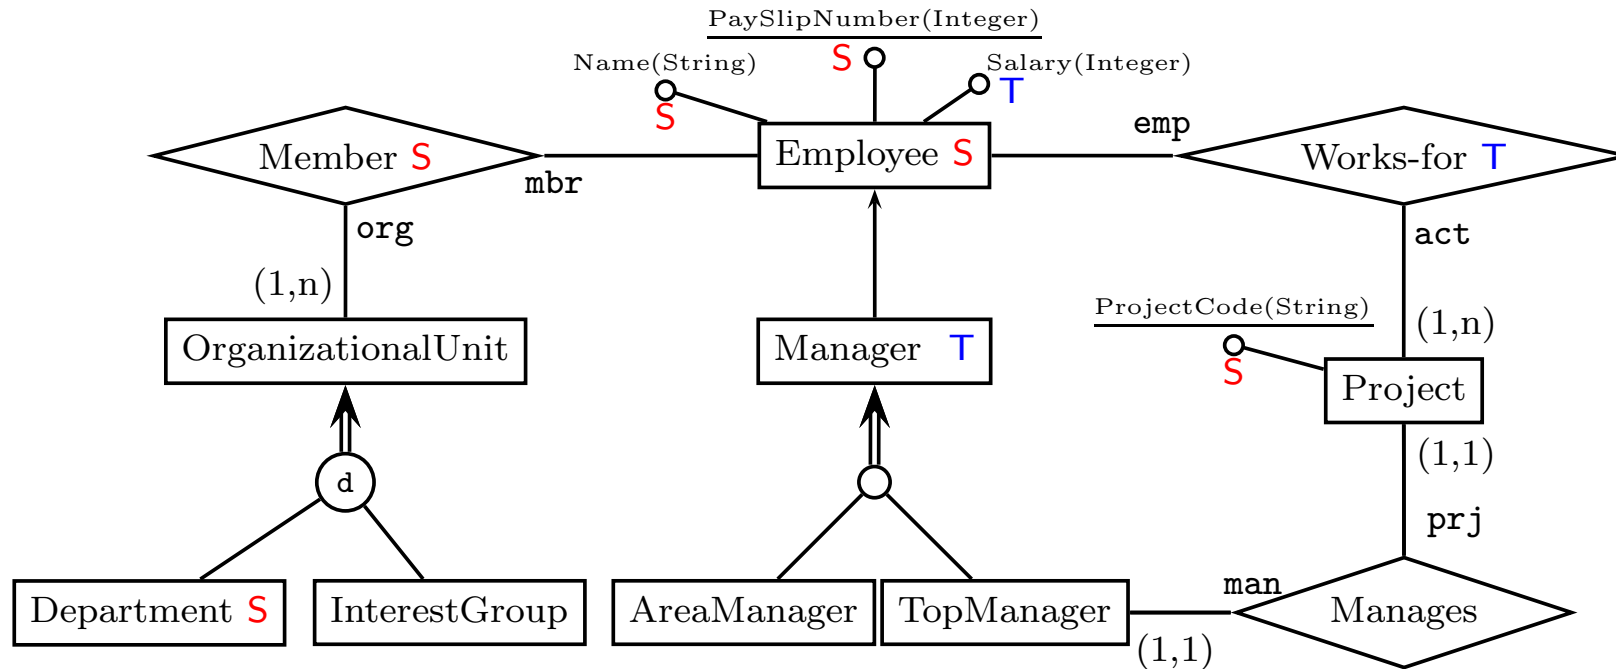 PaySlipNumber(Integer)
Name(String)
S
Salary(Integer)
S
T
emp
Member S
Employee S
Works-for T
mbr
org
act
(1,n)
ProjectCode(String)
(1,n)
OrganizationalUnit
Manager T
S
Project
(1,1)
d
prj
man
Department S
InterestGroup
AreaManager
TopManager
Manages
(1,1)